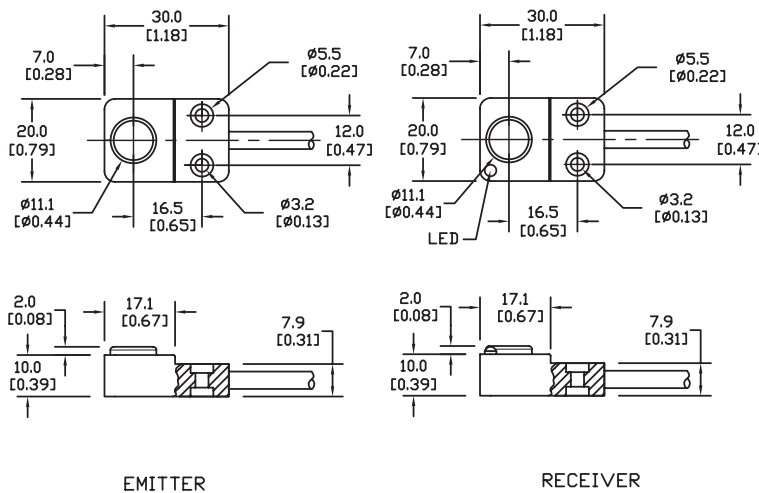 30.0
[1.18]
7.0
[0.28]
ø5.5
[ø0.22]
20.0
[0.79]
12.0
[0.47]
ø11.1
[ø0.44]
16.5
[0.65]
ø3.2
[ø0.13]
30.0
[1.18]
7.0
[0.28]
ø5.5
[ø0.22]
20.0
[0.79]
12.0
[0.47]
ø11.1
[ø0.44]
16.5
[0.65]
ø3.2
[ø0.13]
LED
2.0
[0.08]
17.1
[0.67]
7.9
[0.31]
10.0
[0.39]
2.0
[0.08]
17.1
[0.67]
7.9
[0.31]
10.0
[0.39]
EMITTER
RECEIVER